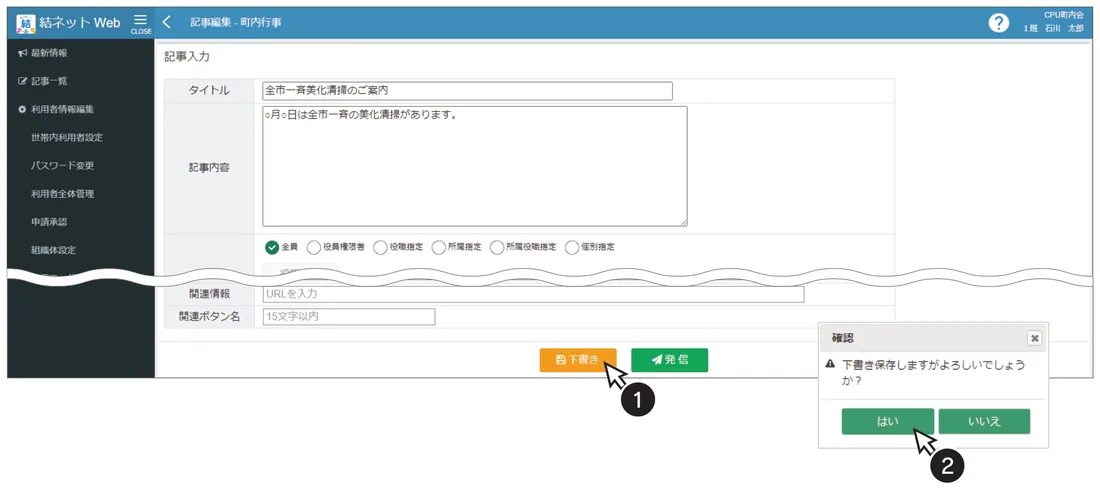 結ネット Web
CLOSE
記事編集 - 町内行事
?
CPU町内会
1班 石川 太郎
最新情報
記事一覧
利用者情報編集
世帯内利用者設定
パスワード変更
利用者全体管理
申請承認
組織体設定
記事入力
タイトル
全市一斉美化清掃のご案内
記事内容
○月○日は全市一斉の美化清掃があります。
全員 役員権限者 役職指定 所属指定 所属役職指定 個別指定
関連情報
URLを入力
関連ボタン名
15文字以内
下書き
発信
1
確認
下書き保存しますがよろしいでしょう
か？
はい
いいえ
2